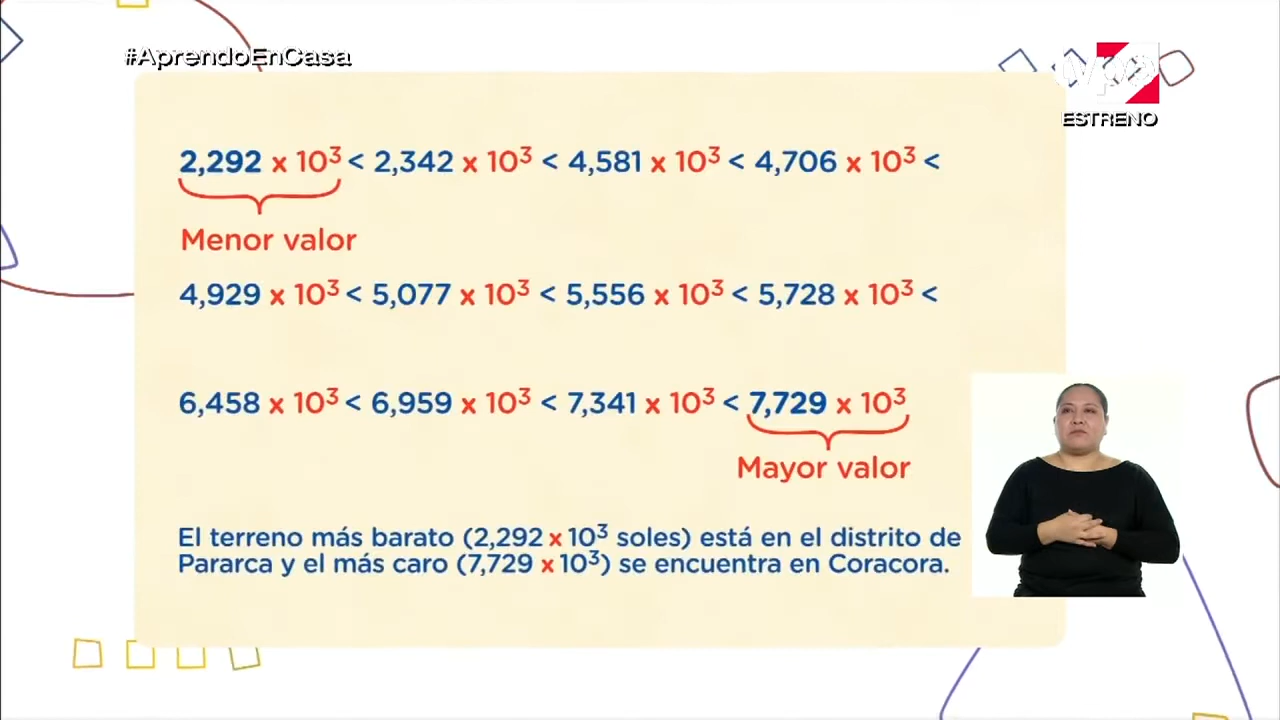 #AprendoEnCasa
tvpe
ESTRENO
2,292 x 10³ < 2,342 x 10³ < 4,581 x 10³ < 4,706 x 10³ <
Menor valor
4,929 x 10³ < 5,077 x 10³ < 5,556 x 10³ < 5,728 x 10³ <
6,458 x 10³ < 6,959 x 10³ < 7,341 x 10³ < 7,729 x 10³
Mayor valor
El terreno más barato (2,292 x 10³ soles) está en el distrito de
Pararca y el más caro (7,729 x 10³) se encuentra en Coracora.